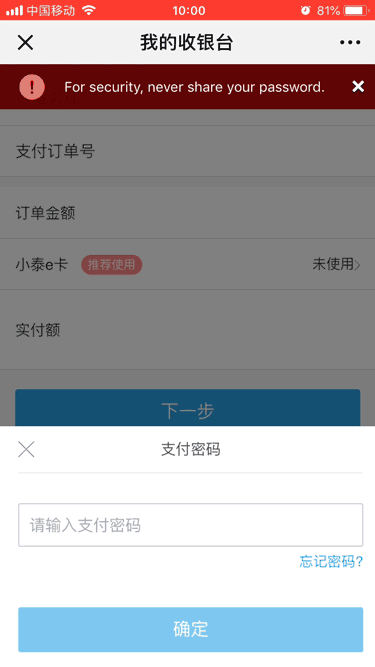 中国移动 10:00 81%
我的收银台
For security, never share your password.
支付订单号
订单金额
小泰e卡 推荐使用 未使用
实付额
下一步
支付密码
请输入支付密码
忘记密码?
确定